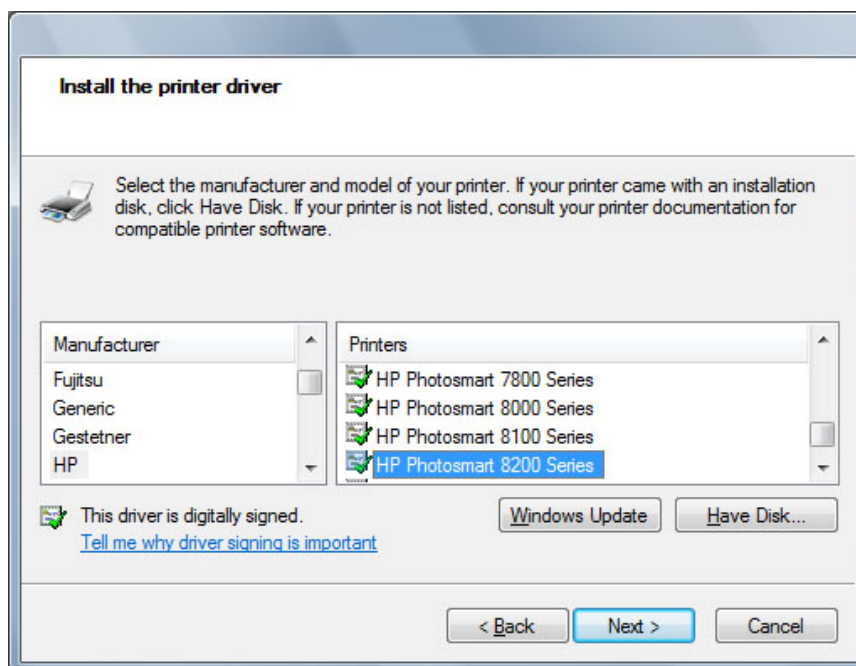 Install the printer driver
Select the manufacturer and model of your printer. If your printer came with an installation
disk, click Have Disk. If your printer is not listed, consult your printer documentation for
compatible printer software.
Manufacturer
Fujitsu
Generic
Gestetner
HP
Printers
HP Photosmart 7800 Series
HP Photosmart 8000 Series
HP Photosmart 8100 Series
HP Photosmart 8200 Series
This driver is digitally signed.
Tell me why driver signing is important
Windows Update
Have Disk...
< Back
Next >
Cancel